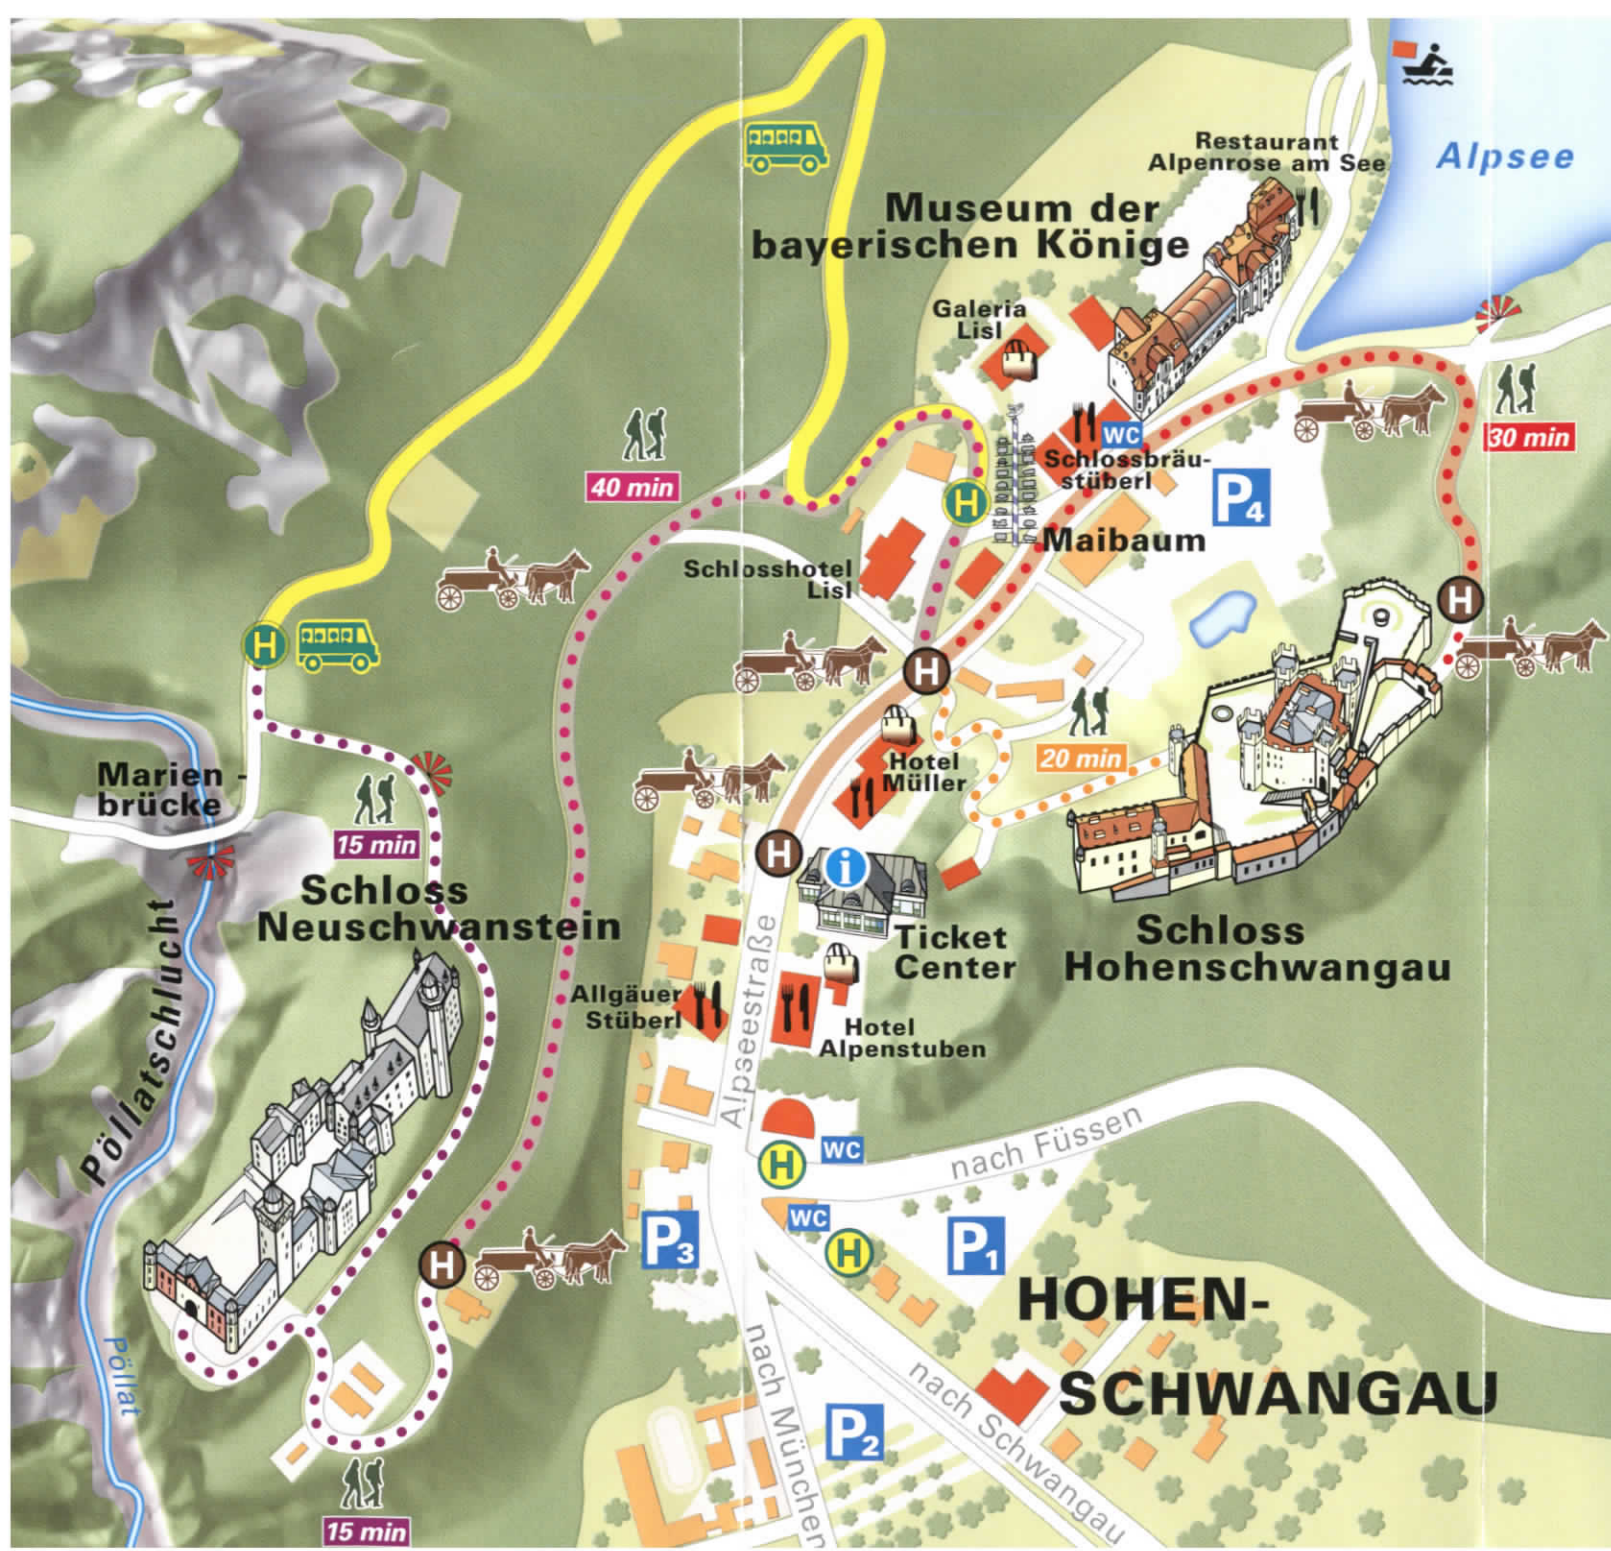 Restaurant
Alpenrose am See
Alpsee
Museum der
bayerischen Könige
Galeria
Lisl
WC
30 min
Schlossbräu-
stüberl
40 min
P4
H
Maibaum
Schlosshotel
Lisl
H
H
H
20 min
Hotel
Müller
Marien-
brücke
15 min
H
i
Schloss
Neuschwanstein
Ticket
Center
Schloss
Hohenschwangau
Pöllatschlucht
Alpseestraße
Allgäuer
Stüberl
Hotel
Alpenstuben
nach Füssen
H
WC
WC
P3
H
P1
H
HOHEN-
SCHWANGAU
Pöllat
nach München
nach Schwangau
P2
15 min